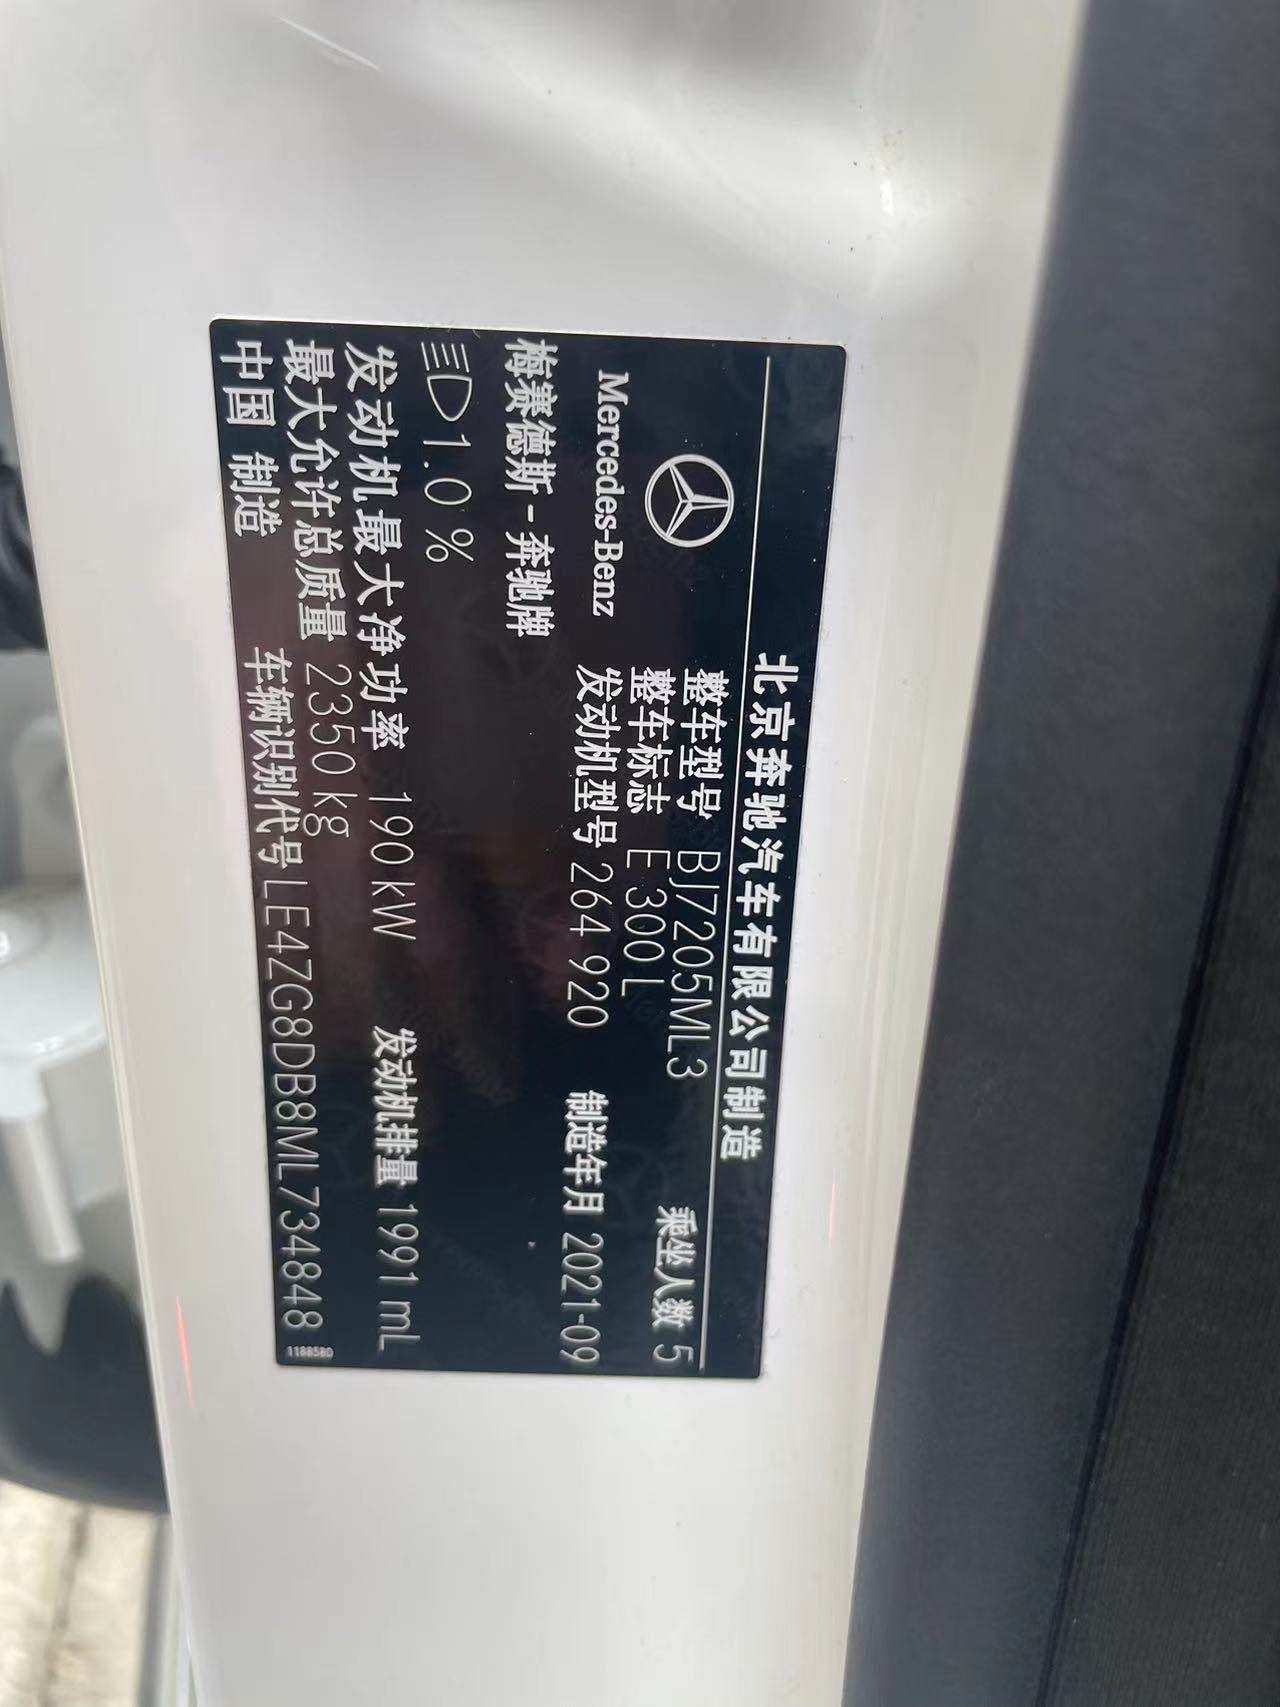 北京奔驰汽车有限公司制造
整车型号 BJ7205ML3 乘坐人数 5
整车标志 E 300 L
Mercedes-Benz 发动机型号 264 920 制造年月 2021-09
梅赛德斯-奔驰牌
1.0 %
发动机最大净功率 190 kW 发动机排量 1991 mL
最大允许总质量 2350 kg
中国 制造 车辆识别代号 LE4ZG8DB8ML734848
1188580